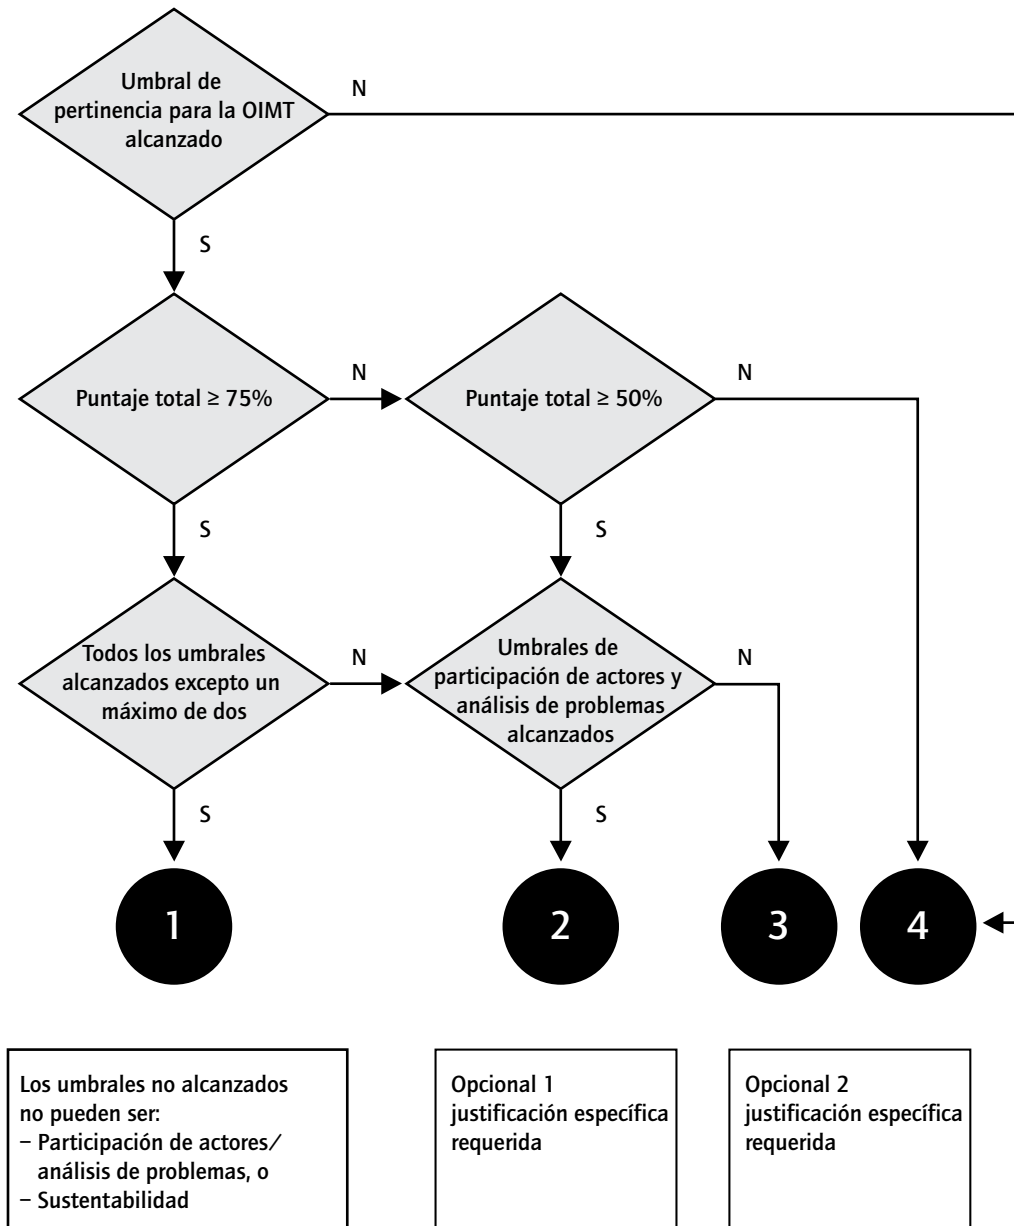 Umbral de
pertinencia para la OIMT
alcanzado
N
S
Puntaje total ≥ 75%
N
Puntaje total ≥ 50%
N
S
S
Todos los umbrales
alcanzados excepto un
máximo de dos
N
Umbrales de
participación de actores y
análisis de problemas
alcanzados
N
S
S
1
2
3
4
Los umbrales no alcanzados
no pueden ser:
– Participación de actores/
análisis de problemas, o
– Sustentabilidad
Opcional 1
justificación específica
requerida
Opcional 2
justificación específica
requerida